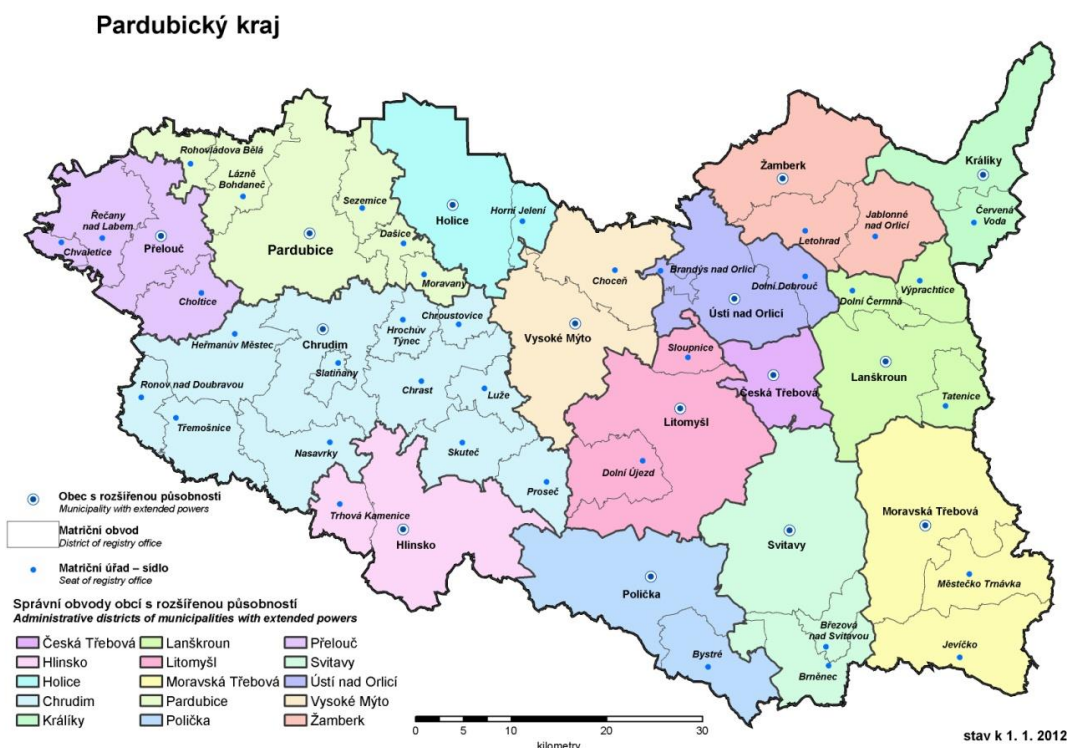 Pardubický kraj
Rohovládova Bělá
Lázně
Bohdaneč
Sezemice
Řečany
nad Labem
Chvaletice
Přelouč
Choltice
Pardubice
Dašice
Moravany
Holice
Horní Jelení
Žamberk
Letohrad
Jablonné
nad Orlicí
Králíky
Červená
Voda
Choceň
Vysoké Mýto
Brandýs nad Orlicí
Dolní Dobrouč
Ústí nad Orlicí
Dolní Čermná
Výprachtice
Lanškroun
Tatenice
Heřmanův Městec
Chrudim
Slatiňany
Hrochův
Týnec
Chroustovice
Ronov nad Doubravou
Třemošnice
Chrast
Luže
Nasavrky
Skuteč
Proseč
Sloupnice
Česká Třebová
Litomyšl
Dolní Újezd
Trhová Kamenice
Hlinsko
Svitavy
Moravská Třebová
Městečko Trnávka
Jevíčko
Polička
Bystré
Březová
nad Svitavou
Brněnec
Obec s rozšířenou působností
Municipality with extended powers
Matriční obvod
District of registry office
Matriční úřad – sídlo
Seat of registry office
Správní obvody obcí s rozšířenou působností
Administrative districts of municipalities with extended powers
Česká Třebová Lanškroun Přelouč
Hlinsko Litomyšl Svitavy
Holice Moravská Třebová Ústí nad Orlicí
Chrudim Pardubice Vysoké Mýto
Králíky Polička Žamberk
0 5 10 20 30
kilometry
stav k 1. 1. 2012